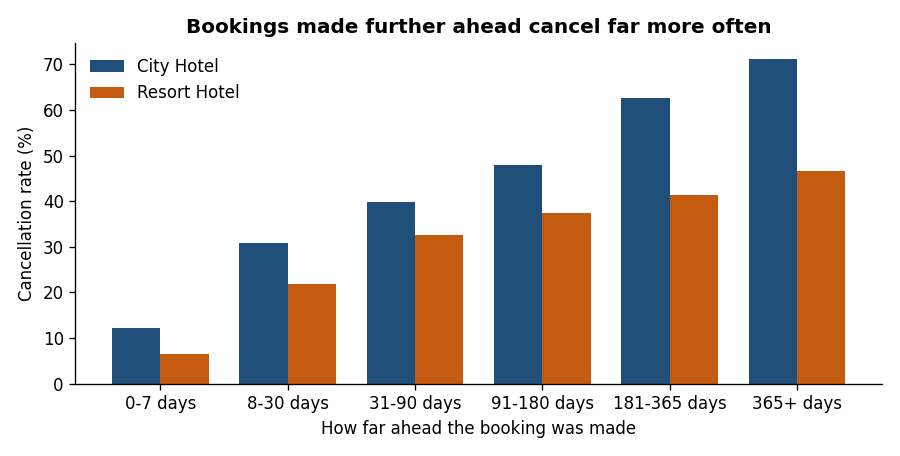 Bookings made further ahead cancel far more often
City Hotel
Resort Hotel
Cancellation rate (%)
70
60
50
40
30
20
10
0
0-7 days
8-30 days
31-90 days
91-180 days
181-365 days
365+ days
How far ahead the booking was made